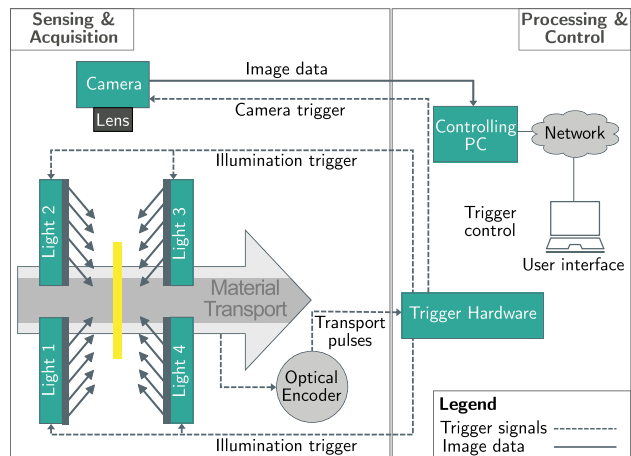 Sensing &
Acquisition
Processing &
Control
Camera
Lens
Image data
Camera trigger
Controlling
PC
Network
Illumination trigger
Light 2
Light 3
Trigger
control
User interface
Material
Transport
Trigger Hardware
Transport
pulses
Light 1
Light 4
Optical
Encoder
Illumination trigger
Legend
Trigger signals
Image data